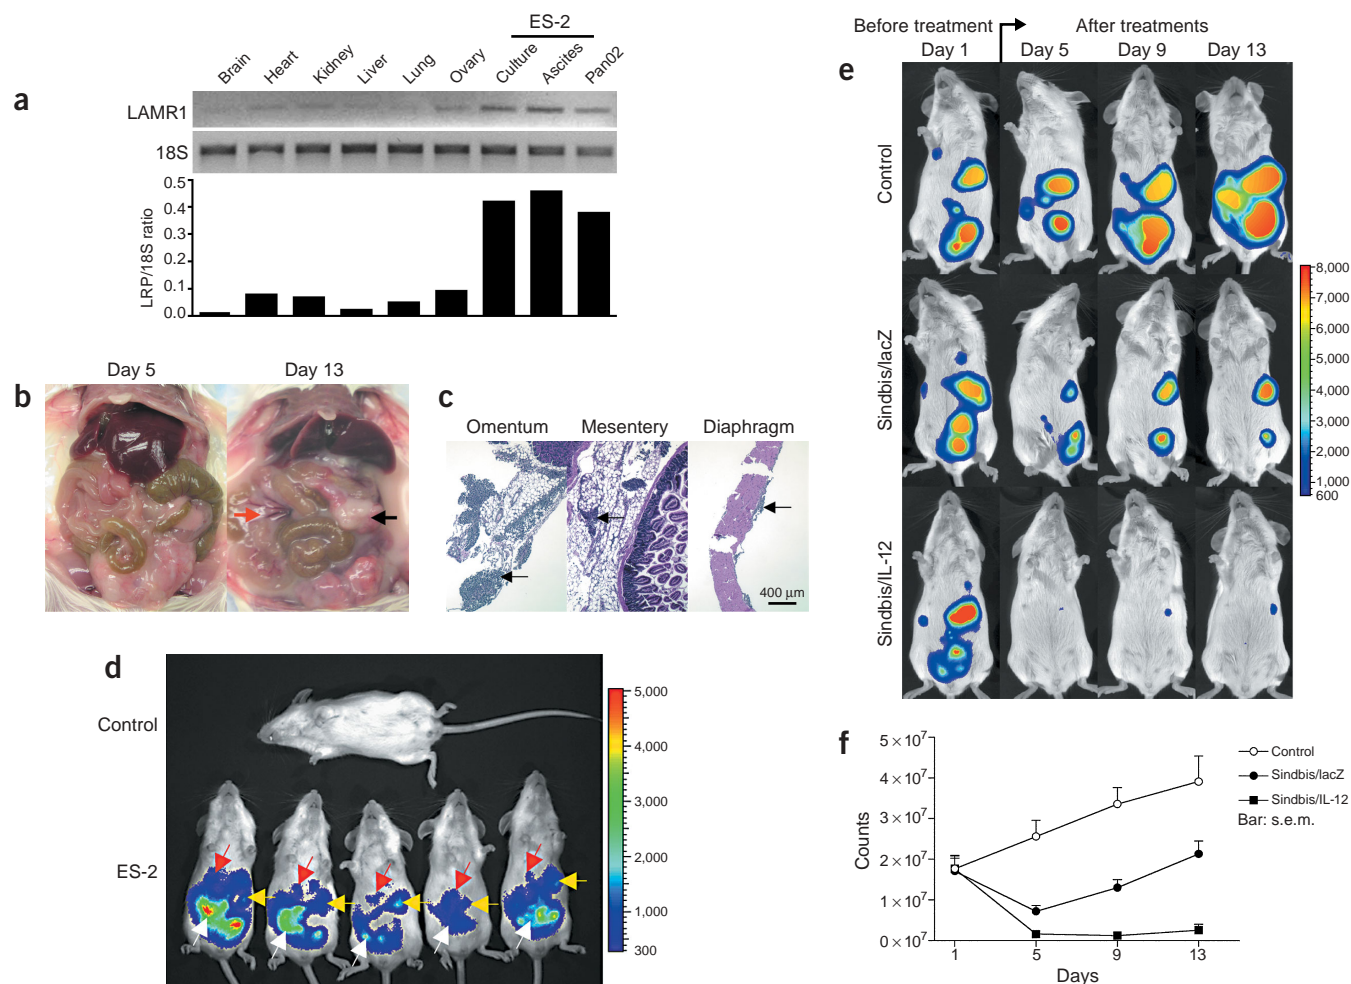 a
ES-2
Brain Heart Kidney Liver Lung Ovary Culture Ascites Pan02
LAMR1
18S
LRP/18S ratio
0.5
0.4
0.3
0.2
0.1
0.0
b
Day 5 Day 13
c
Omentum Mesentery Diaphragm
400 μm
d
Control
ES-2
5,000
4,000
3,000
2,000
1,000
300
e
Before treatment After treatments
Day 1 Day 5 Day 9 Day 13
Control
Sindbis/lacZ
Sindbis/IL-12
8,000
7,000
6,000
5,000
4,000
3,000
2,000
1,000
600
f
Counts
5 × 10⁷
4 × 10⁷
3 × 10⁷
2 × 10⁷
1 × 10⁷
0 × 10⁷
1 5 9 13
Days
Control
Sindbis/lacZ
Sindbis/IL-12
Bar: s.e.m.